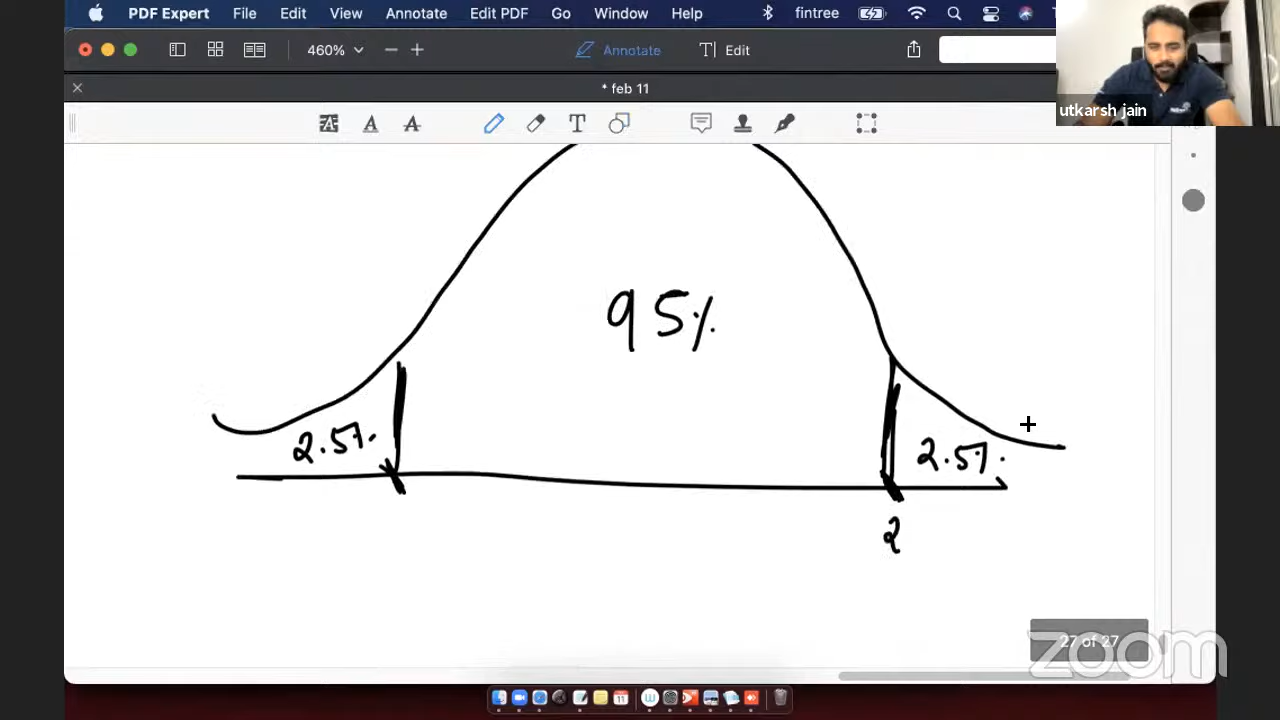 PDF Expert File Edit View Annotate Edit PDF Go Window Help fintree
460% Annotate T Edit
* feb 11
utkarsh jain
95%
2.5%. 2.5%.
2
27 of 27
zoom